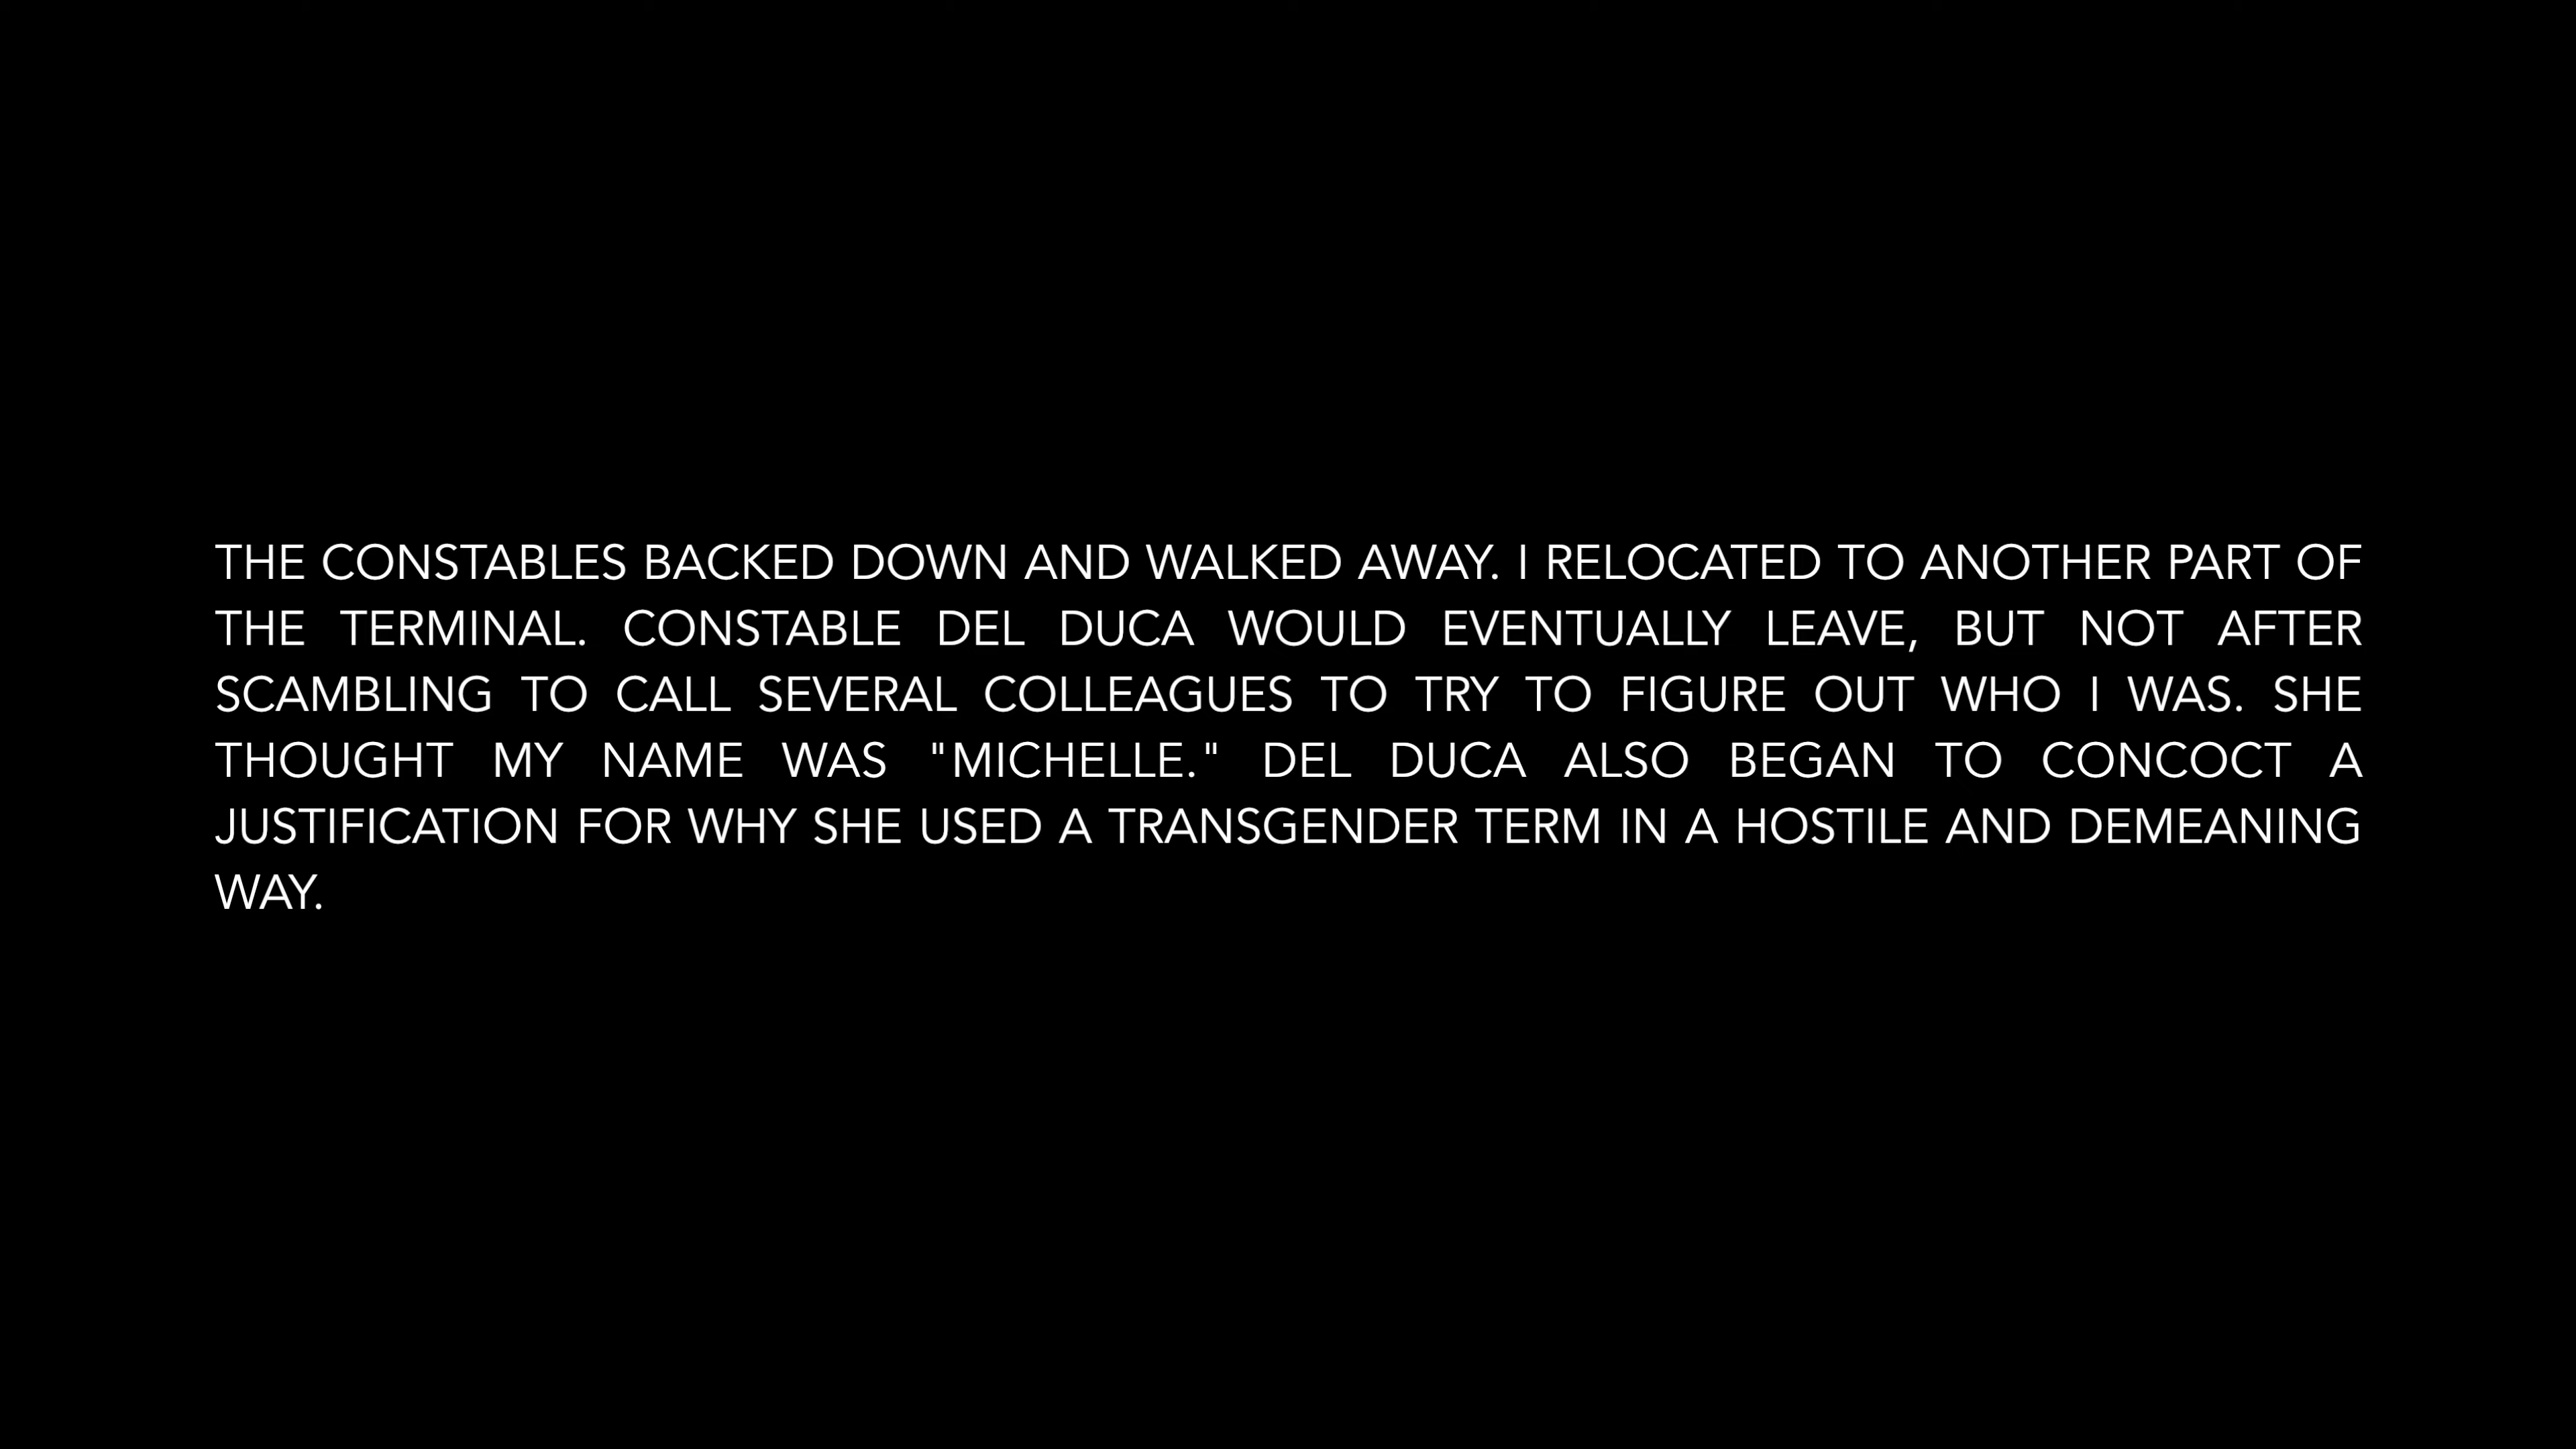 THE CONSTABLES BACKED DOWN AND WALKED AWAY. I RELOCATED TO ANOTHER PART OF
THE TERMINAL. CONSTABLE DEL DUCA WOULD EVENTUALLY LEAVE, BUT NOT AFTER
SCAMBLING TO CALL SEVERAL COLLEAGUES TO TRY TO FIGURE OUT WHO I WAS. SHE
THOUGHT MY NAME WAS "MICHELLE." DEL DUCA ALSO BEGAN TO CONCOCT A
JUSTIFICATION FOR WHY SHE USED A TRANSGENDER TERM IN A HOSTILE AND DEMEANING
WAY.